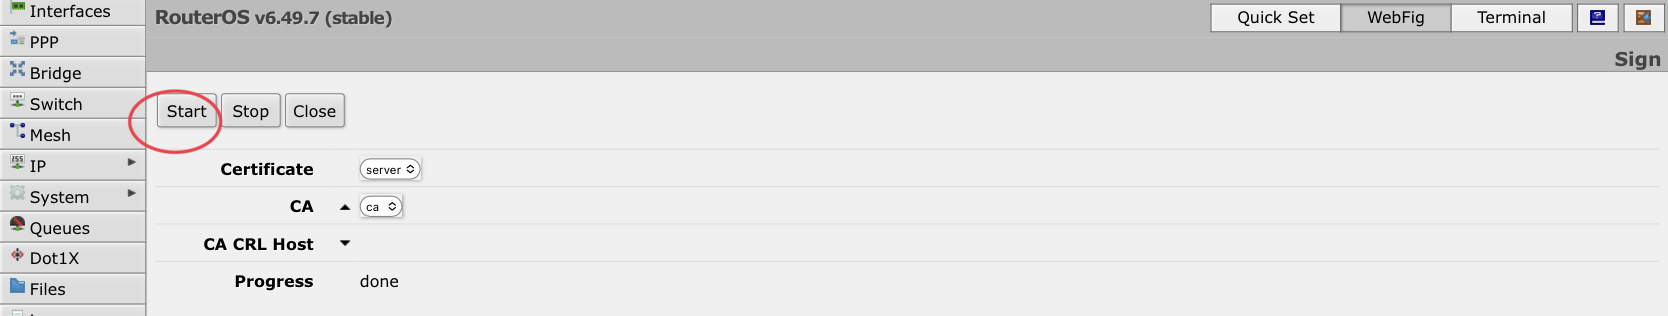 Interfaces
PPP
Bridge
Switch
Mesh
IP
System
Queues
Dot1X
Files
RouterOS v6.49.7 (stable)
Quick Set
WebFig
Terminal
Sign
Start
Stop
Close
Certificate server
CA ca
CA CRL Host
Progress done